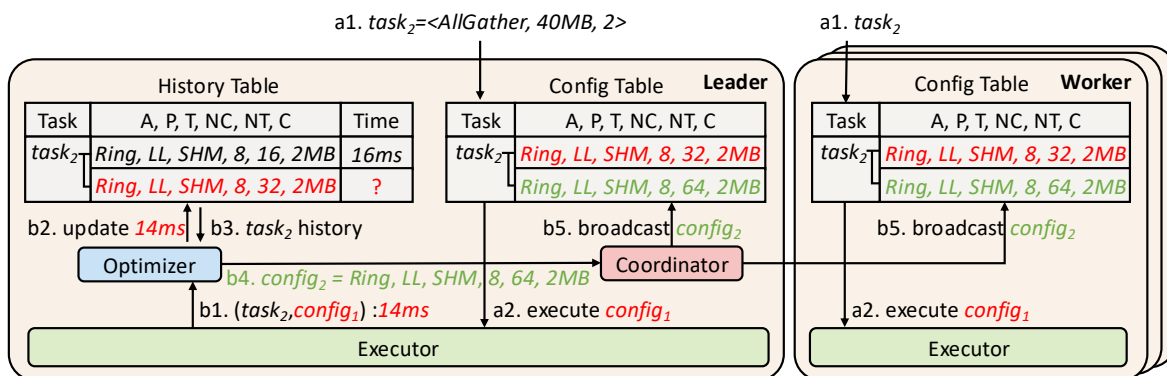 a1. task2=<AllGather, 40MB, 2>
a1. task2
History Table
Config Table
Leader
Config Table
Worker
Task A, P, T, NC, NT, C Time
task2 Ring, LL, SHM, 8, 16, 2MB 16ms
Ring, LL, SHM, 8, 32, 2MB ?
Task A, P, T, NC, NT, C
task2 Ring, LL, SHM, 8, 32, 2MB
Ring, LL, SHM, 8, 64, 2MB
Task A, P, T, NC, NT, C
task2 Ring, LL, SHM, 8, 32, 2MB
Ring, LL, SHM, 8, 64, 2MB
b2. update 14ms
b3. task2 history
b5. broadcast config2
b5. broadcast config2
Optimizer
b4. config2 = Ring, LL, SHM, 8, 64, 2MB
Coordinator
b1. (task2,config1) :14ms
a2. execute config1
a2. execute config1
Executor
Executor